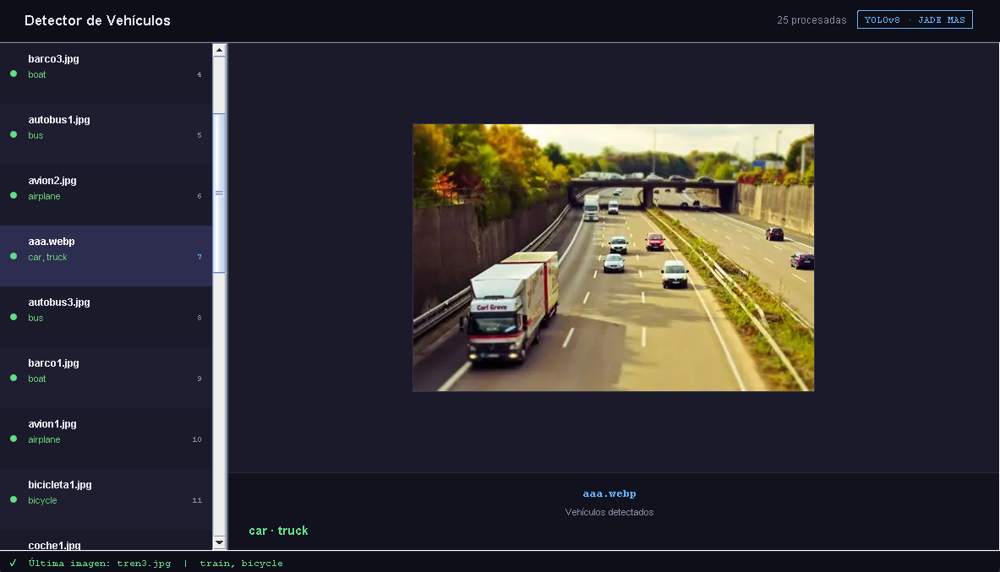 Detector de Vehículos
25 procesadas
YOLOv8 · JADE MAS
barco3.jpg
boat
4
autobus1.jpg
bus
5
avion2.jpg
airplane
6
aaa.webp
car, truck
7
autobus3.jpg
bus
8
barco1.jpg
boat
9
avion1.jpg
airplane
10
bicicleta1.jpg
bicycle
11
coche1.jpg
Carl Grove
aaa.webp
Vehículos detectados
car · truck
✓ Última imagen: tren3.jpg | train, bicycle